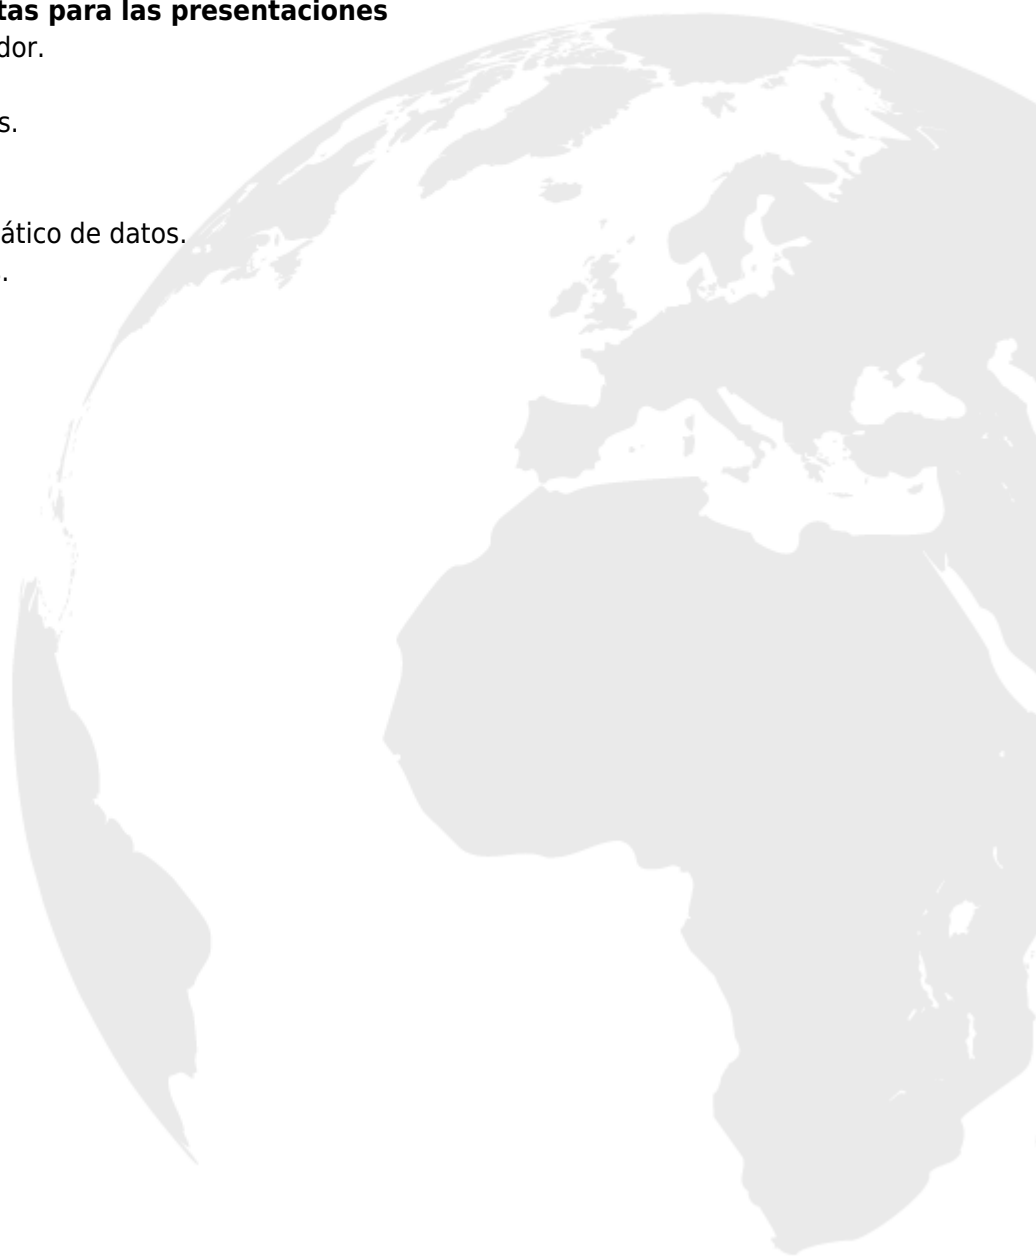 tas para las presentaciones
dor.
s.
ático de datos.
.